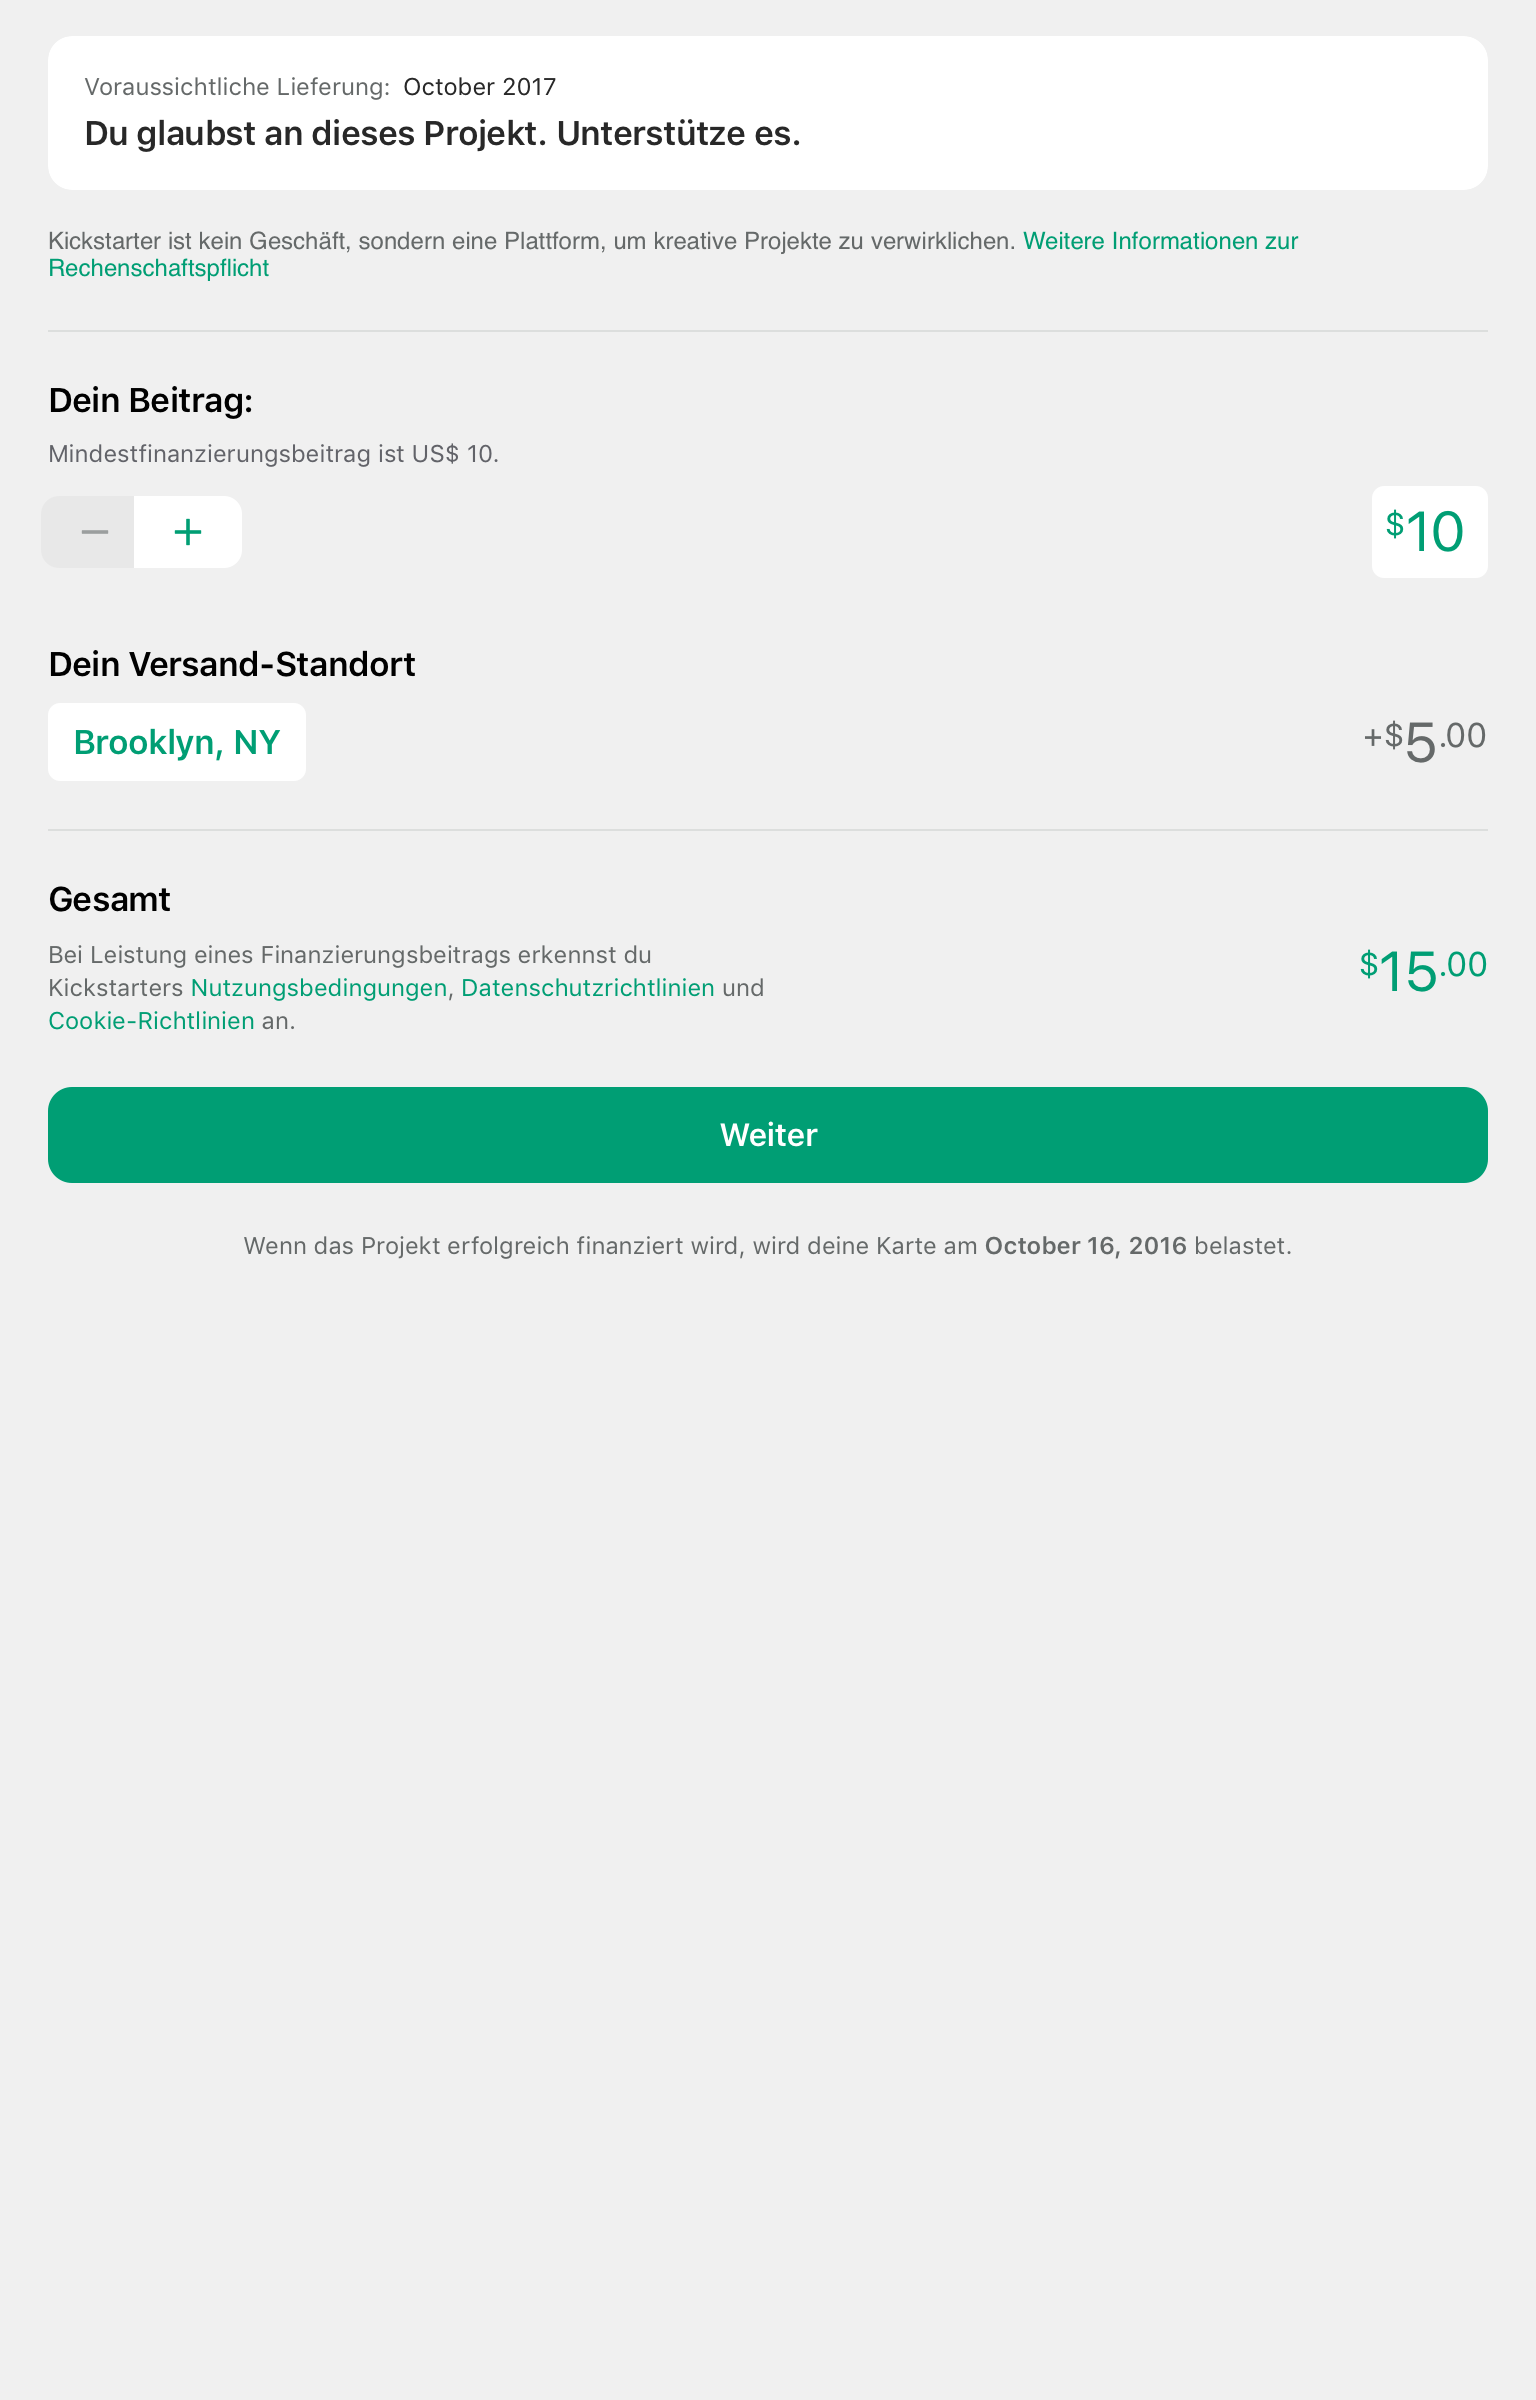 Voraussichtliche Lieferung: October 2017
Du glaubst an dieses Projekt. Unterstütze es.
Kickstarter ist kein Geschäft, sondern eine Plattform, um kreative Projekte zu verwirklichen. Weitere Informationen zur
Rechenschaftspflicht
Dein Beitrag:
Mindestfinanzierungsbeitrag ist US$ 10.
− +
$10
Dein Versand-Standort
Brooklyn, NY
+$5.00
Gesamt
Bei Leistung eines Finanzierungsbeitrags erkennst du
Kickstarters Nutzungsbedingungen, Datenschutzrichtlinien und
Cookie-Richtlinien an.
$15.00
Weiter
Wenn das Projekt erfolgreich finanziert wird, wird deine Karte am October 16, 2016 belastet.